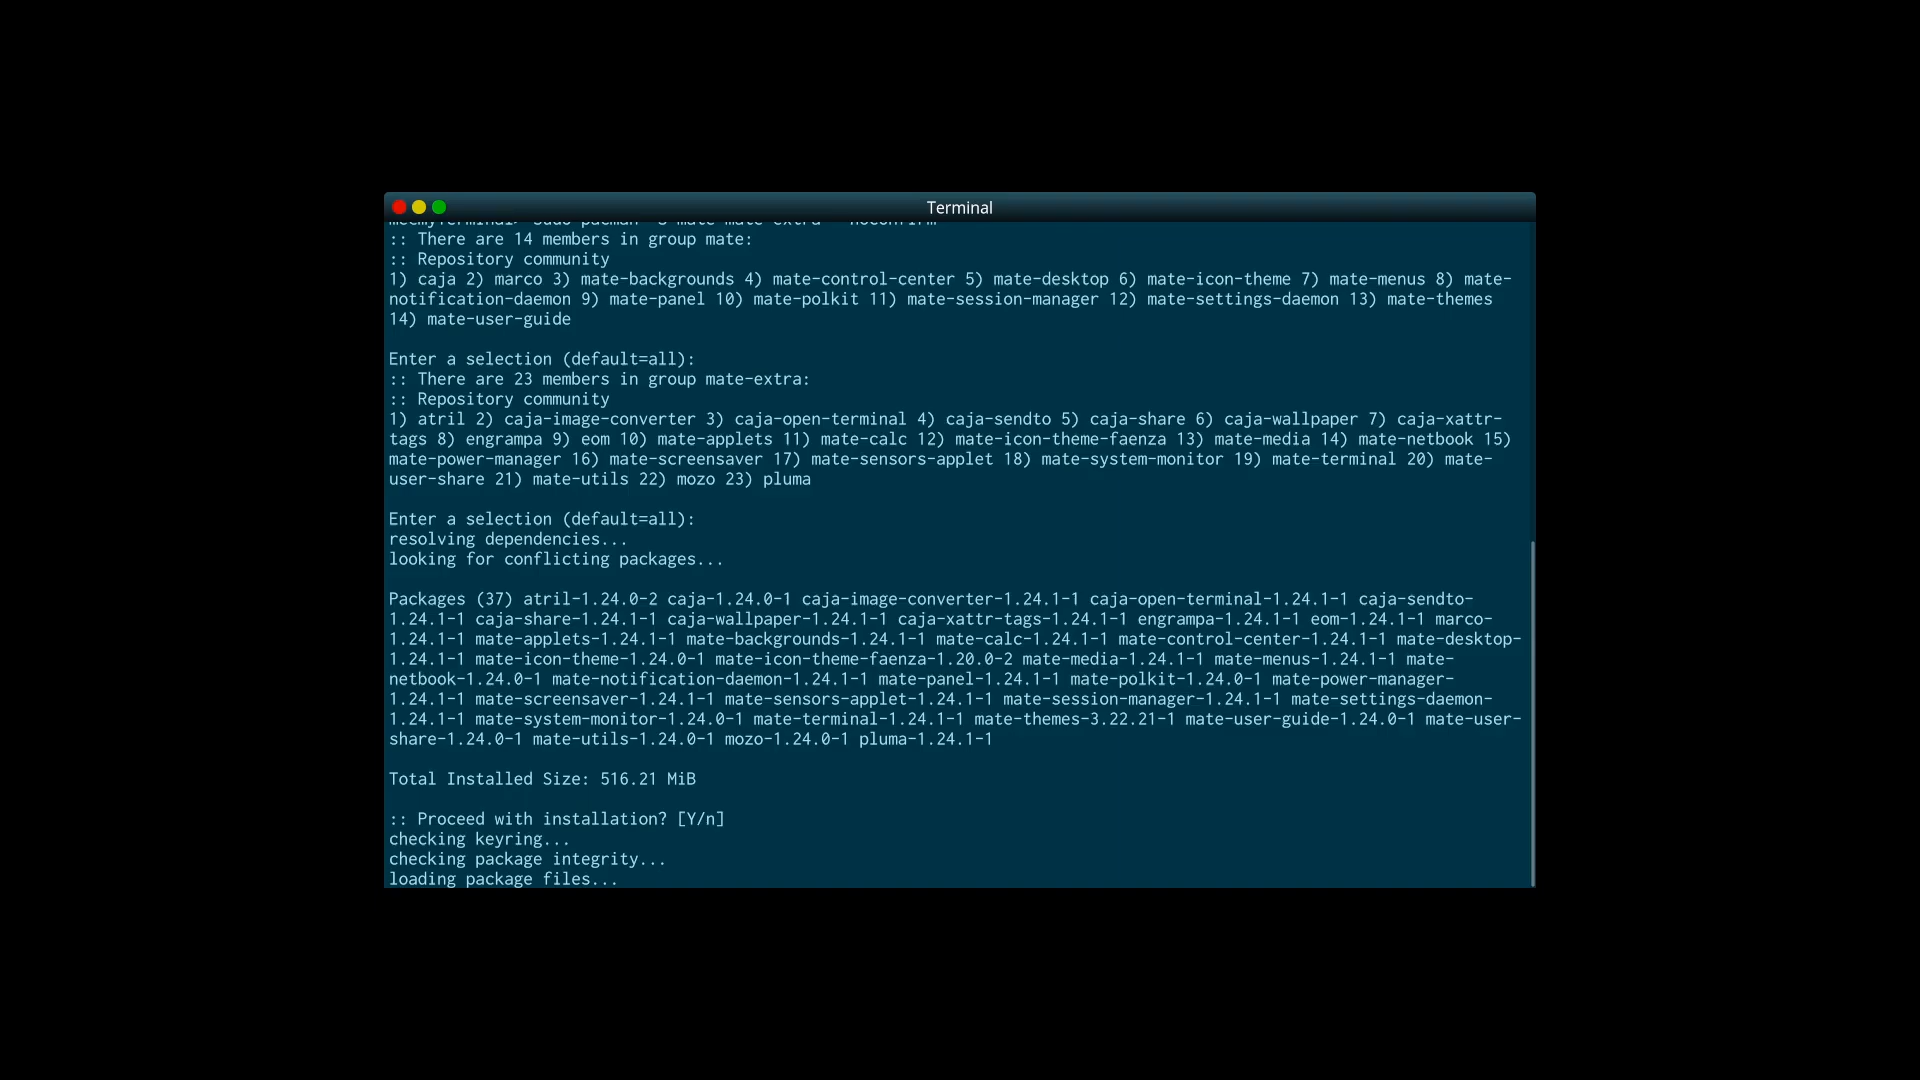 Terminal
:: There are 14 members in group mate:
:: Repository community
1) caja 2) marco 3) mate-backgrounds 4) mate-control-center 5) mate-desktop 6) mate-icon-theme 7) mate-menus 8) mate-
notification-daemon 9) mate-panel 10) mate-polkit 11) mate-session-manager 12) mate-settings-daemon 13) mate-themes
14) mate-user-guide
Enter a selection (default=all):
:: There are 23 members in group mate-extra:
:: Repository community
1) atril 2) caja-image-converter 3) caja-open-terminal 4) caja-sendto 5) caja-share 6) caja-wallpaper 7) caja-xattr-
tags 8) engrampa 9) eom 10) mate-applets 11) mate-calc 12) mate-icon-theme-faenza 13) mate-media 14) mate-netbook 15)
mate-power-manager 16) mate-screensaver 17) mate-sensors-applet 18) mate-system-monitor 19) mate-terminal 20) mate-
user-share 21) mate-utils 22) mozo 23) pluma
Enter a selection (default=all):
resolving dependencies...
looking for conflicting packages...
Packages (37) atril-1.24.0-2 caja-1.24.0-1 caja-image-converter-1.24.1-1 caja-open-terminal-1.24.1-1 caja-sendto-
1.24.1-1 caja-share-1.24.1-1 caja-wallpaper-1.24.1-1 caja-xattr-tags-1.24.1-1 engrampa-1.24.1-1 eom-1.24.1-1 marco-
1.24.1-1 mate-applets-1.24.1-1 mate-backgrounds-1.24.1-1 mate-calc-1.24.1-1 mate-control-center-1.24.1-1 mate-desktop-
1.24.1-1 mate-icon-theme-1.24.0-1 mate-icon-theme-faenza-1.20.0-2 mate-media-1.24.1-1 mate-menus-1.24.1-1 mate-
netbook-1.24.0-1 mate-notification-daemon-1.24.1-1 mate-panel-1.24.1-1 mate-polkit-1.24.0-1 mate-power-manager-
1.24.1-1 mate-screensaver-1.24.1-1 mate-sensors-applet-1.24.1-1 mate-session-manager-1.24.1-1 mate-settings-daemon-
1.24.1-1 mate-system-monitor-1.24.0-1 mate-terminal-1.24.1-1 mate-themes-3.22.21-1 mate-user-guide-1.24.0-1 mate-user-
share-1.24.0-1 mate-utils-1.24.0-1 mozo-1.24.0-1 pluma-1.24.1-1
Total Installed Size: 516.21 MiB
:: Proceed with installation? [Y/n]
checking keyring...
checking package integrity...
loading package files...